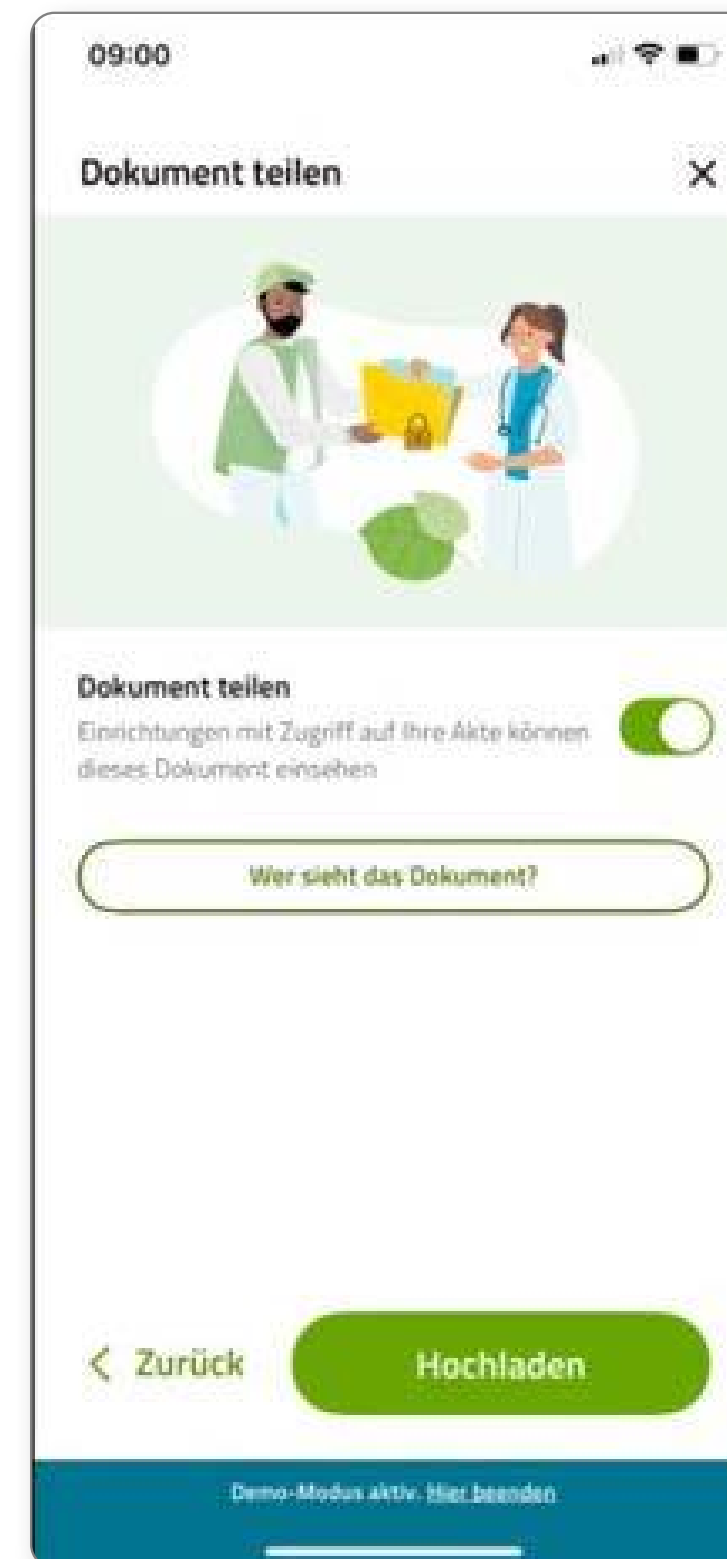 09:00
Dokument teilen
Dokument teilen
Einrichtungen mit Zugriff auf Ihre Akte können
dieses Dokument einsehen
Wer sieht das Dokument?
Zurück
Hochladen
Demo-Modus aktiv. Hier beenden